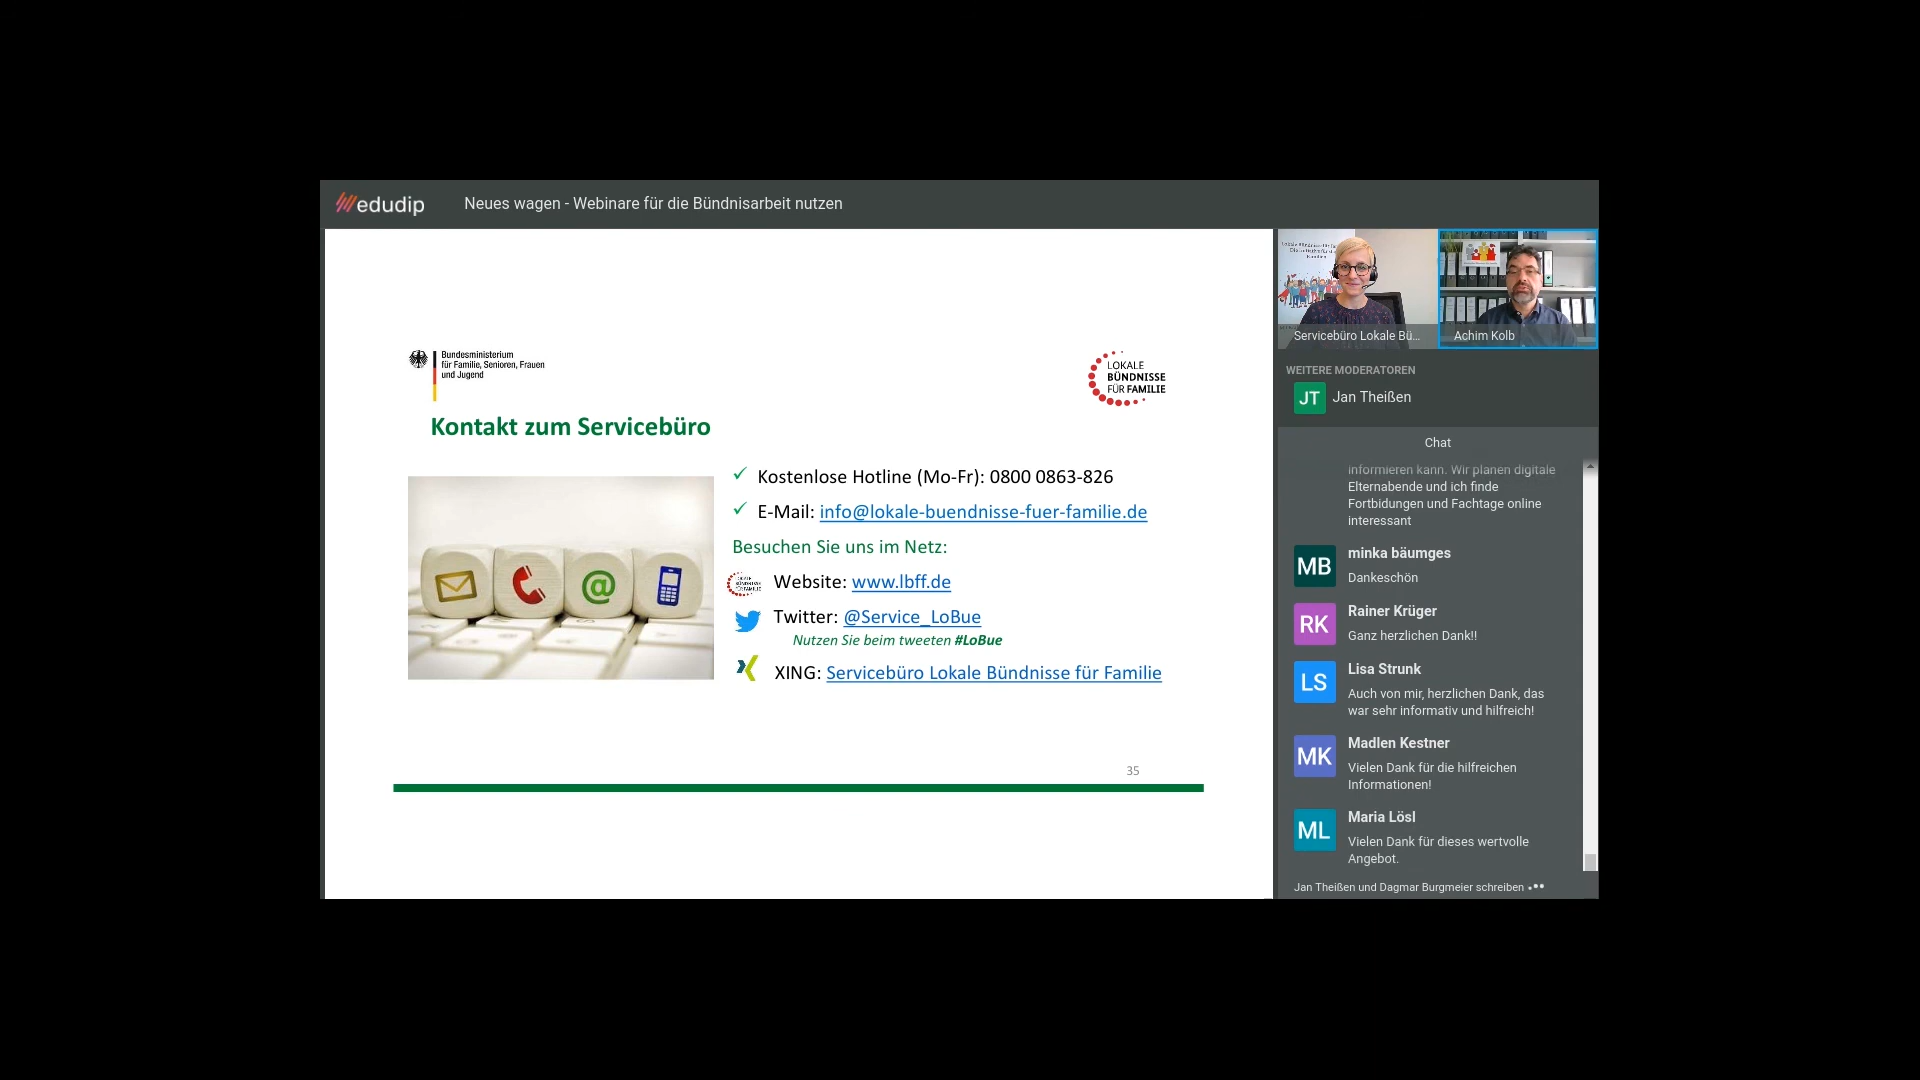 edudip
Neues wagen - Webinare für die Bündnisarbeit nutzen
Bundesministerium
für Familie, Senioren, Frauen
und Jugend
LOKALE
BÜNDNISSE
FÜR FAMILIE
Kontakt zum Servicebüro
✓ Kostenlose Hotline (Mo-Fr): 0800 0863-826
✓ E-Mail: info@lokale-buendnisse-fuer-familie.de
Besuchen Sie uns im Netz:
LOKALE
BÜNDNISSE
FÜR FAMILIE
Website: www.lbff.de
Twitter: @Service_LoBue
Nutzen Sie beim tweeten #LoBue
XING: Servicebüro Lokale Bündnisse für Familie
@
35
Servicebüro Lokale Bü...
Achim Kolb
WEITERE MODERATOREN
JT Jan Theißen
Chat
informieren kann. Wir planen digitale
Elternabende und ich finde
Fortbidungen und Fachtage online
interessant
MB
minka bäumges
Dankeschön
RK
Rainer Krüger
Ganz herzlichen Dank!!
LS
Lisa Strunk
Auch von mir, herzlichen Dank, das
war sehr informativ und hilfreich!
MK
Madlen Kestner
Vielen Dank für die hilfreichen
Informationen!
ML
Maria Lösl
Vielen Dank für dieses wertvolle
Angebot.
Jan Theißen und Dagmar Burgmeier schreiben